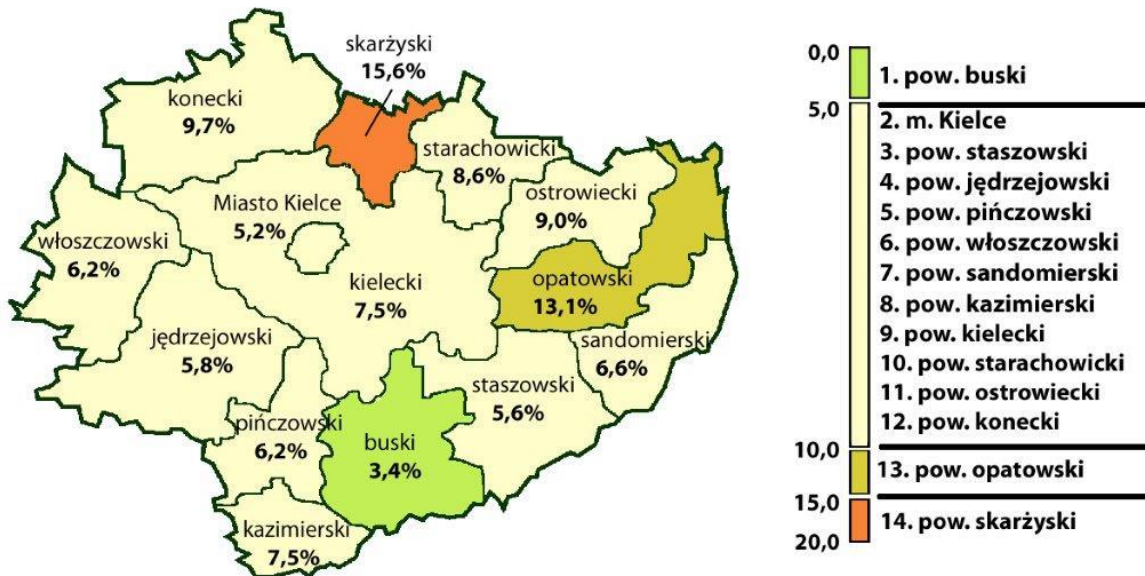 skarżyski
15,6%
konecki
9,7%
starachowicki
8,6%
ostrowiecki
9,0%
Miasto Kielce
5,2%
włoszczowski
6,2%
kielecki
7,5%
opatowski
13,1%
jędrzejowski
5,8%
sandomierski
6,6%
staszowski
5,6%
pińczowski
6,2%
buski
3,4%
kazimierski
7,5%
0,0
1. pow. buski
5,0
2. m. Kielce
3. pow. staszowski
4. pow. jędrzejowski
5. pow. pińczowski
6. pow. włoszczowski
7. pow. sandomierski
8. pow. kazimierski
9. pow. kielecki
10. pow. starachowicki
11. pow. ostrowiecki
12. pow. konecki
10,0
13. pow. opatowski
15,0
14. pow. skarżyski
20,0